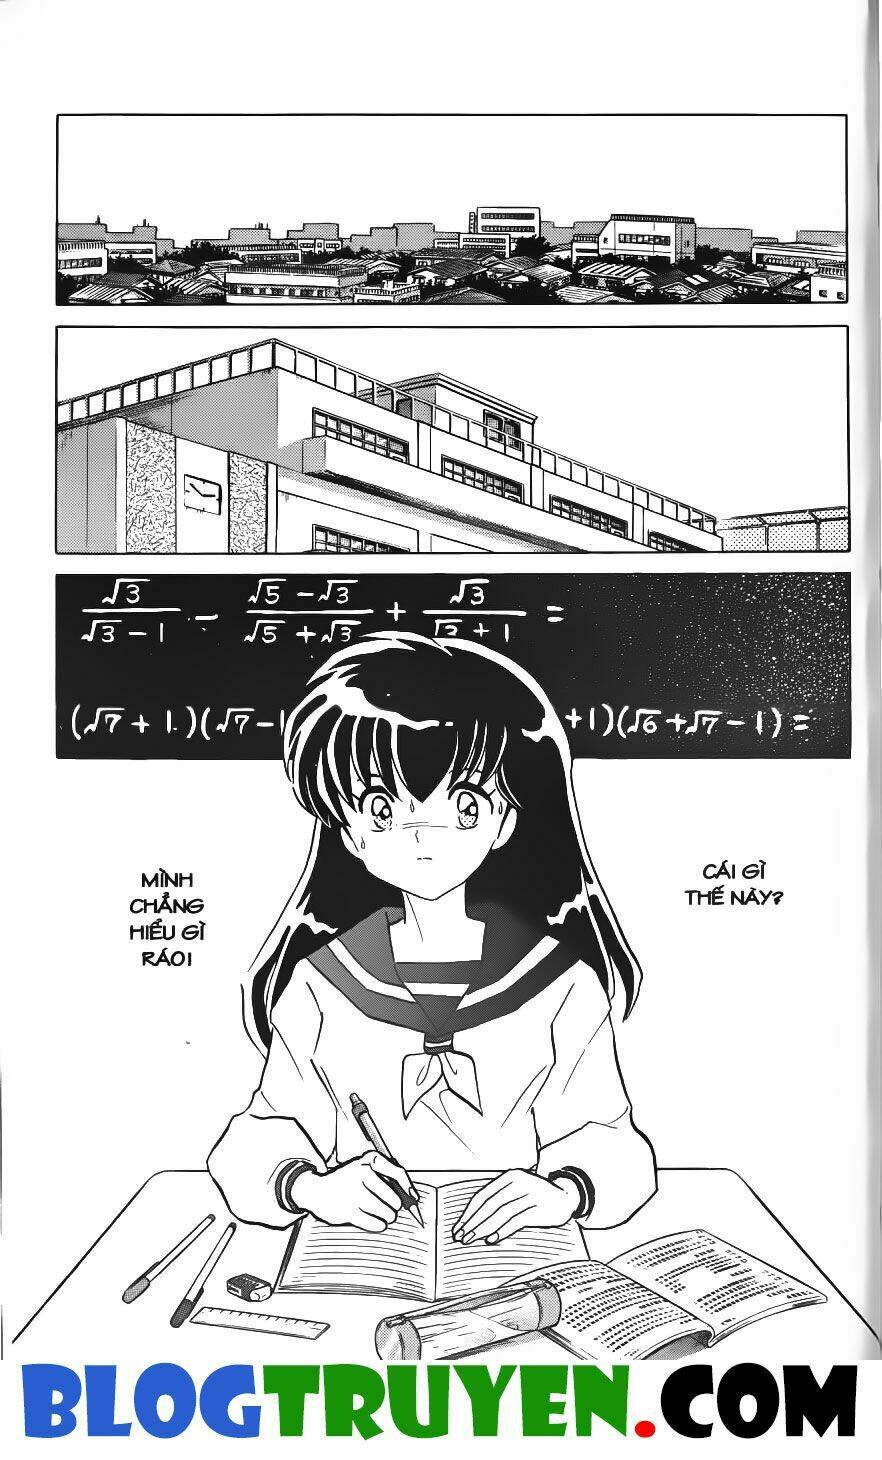 √3/(√3-1) - (√5-√3)/(√5+√3) + √3/(√3+1) =
(√7+1)(√7-1 +1)(√6+√7-1)=
CÁI GÌ
THẾ NÀY?
MÌNH
CHẲNG
HIỂU GÌ
RÁO!
BLOGTRUYEN.COM